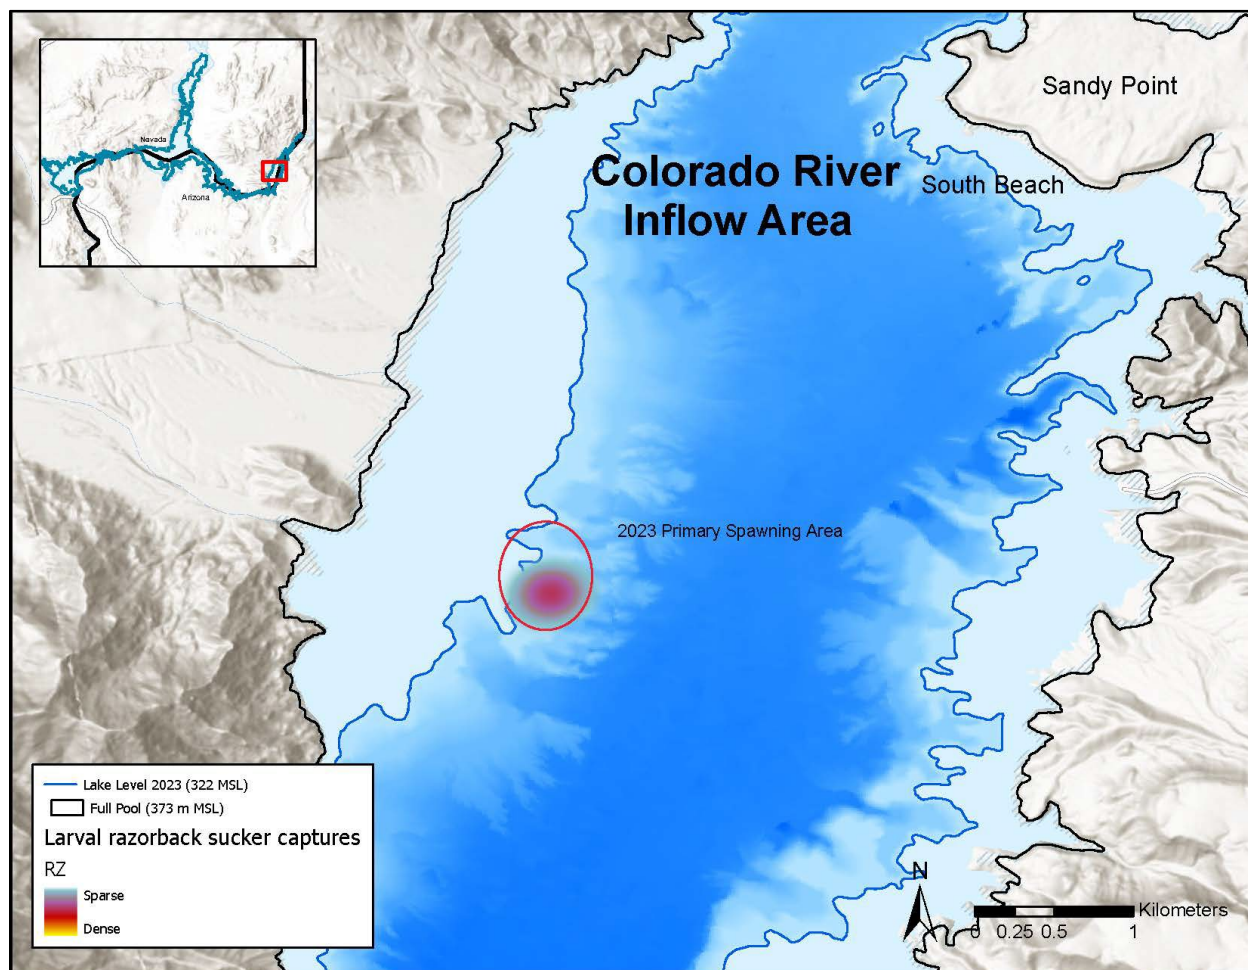 Sandy Point
Nevada
Arizona
Colorado River
Inflow Area
South Beach
2023 Primary Spawning Area
Lake Level 2023 (322 MSL)
Full Pool (373 m MSL)
Larval razorback sucker captures
RZ
Sparse
Dense
N
Kilometers
0 0.25 0.5 1